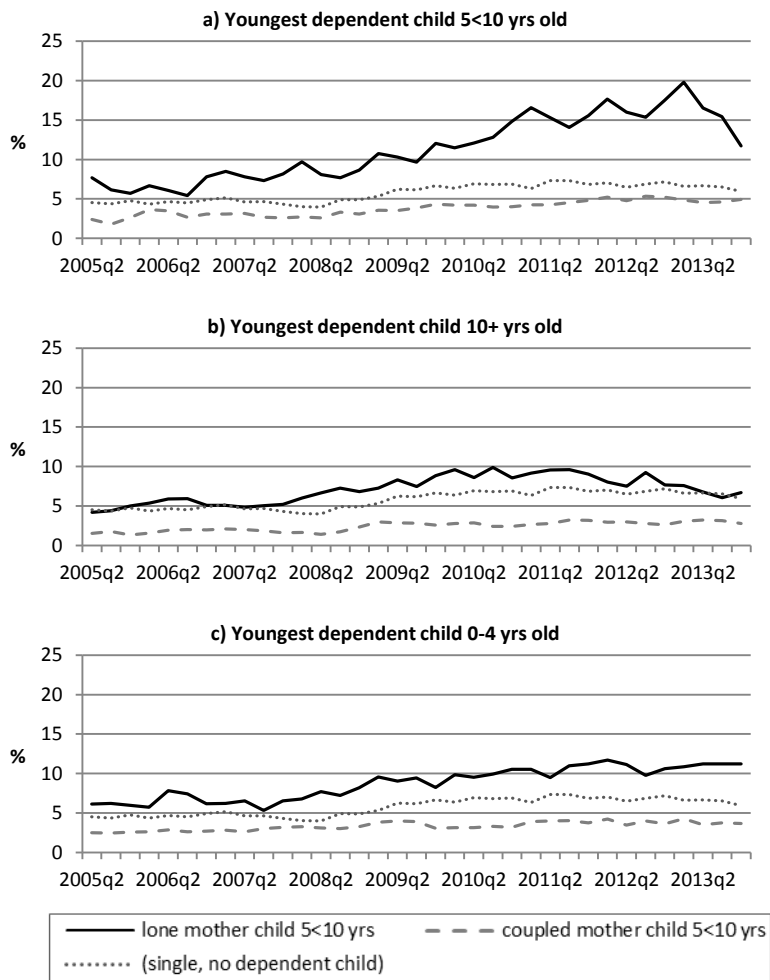 a) Youngest dependent child 5<10 yrs old
25
20
15
%
10
5
0
2005q2 2006q2 2007q2 2008q2 2009q2 2010q2 2011q2 2012q2 2013q2
b) Youngest dependent child 10+ yrs old
25
20
15
%
10
5
0
2005q2 2006q2 2007q2 2008q2 2009q2 2010q2 2011q2 2012q2 2013q2
c) Youngest dependent child 0-4 yrs old
25
20
15
%
10
5
0
2005q2 2006q2 2007q2 2008q2 2009q2 2010q2 2011q2 2012q2 2013q2
lone mother child 5<10 yrs coupled mother child 5<10 yrs
(single, no dependent child)